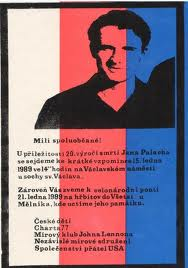 Milí spoluobčané!
U příležitosti 20. výročí smrti Jana Palacha
se sejdeme ke krátké vzpomínce 15. ledna
1989 ve 14⁰⁰ hodin na Václavském náměstí
u sochy sv. Václava.
Zároveň Vás zveme k celonárodní pouti
21. ledna 1989 na hřbitov do Všetat u
Mělníka, kde uctíme jeho památku.
České děti
Charta 77
Mírový klub Johna Lennona
Nezávislé mírové sdružení
Společenství přátel USA